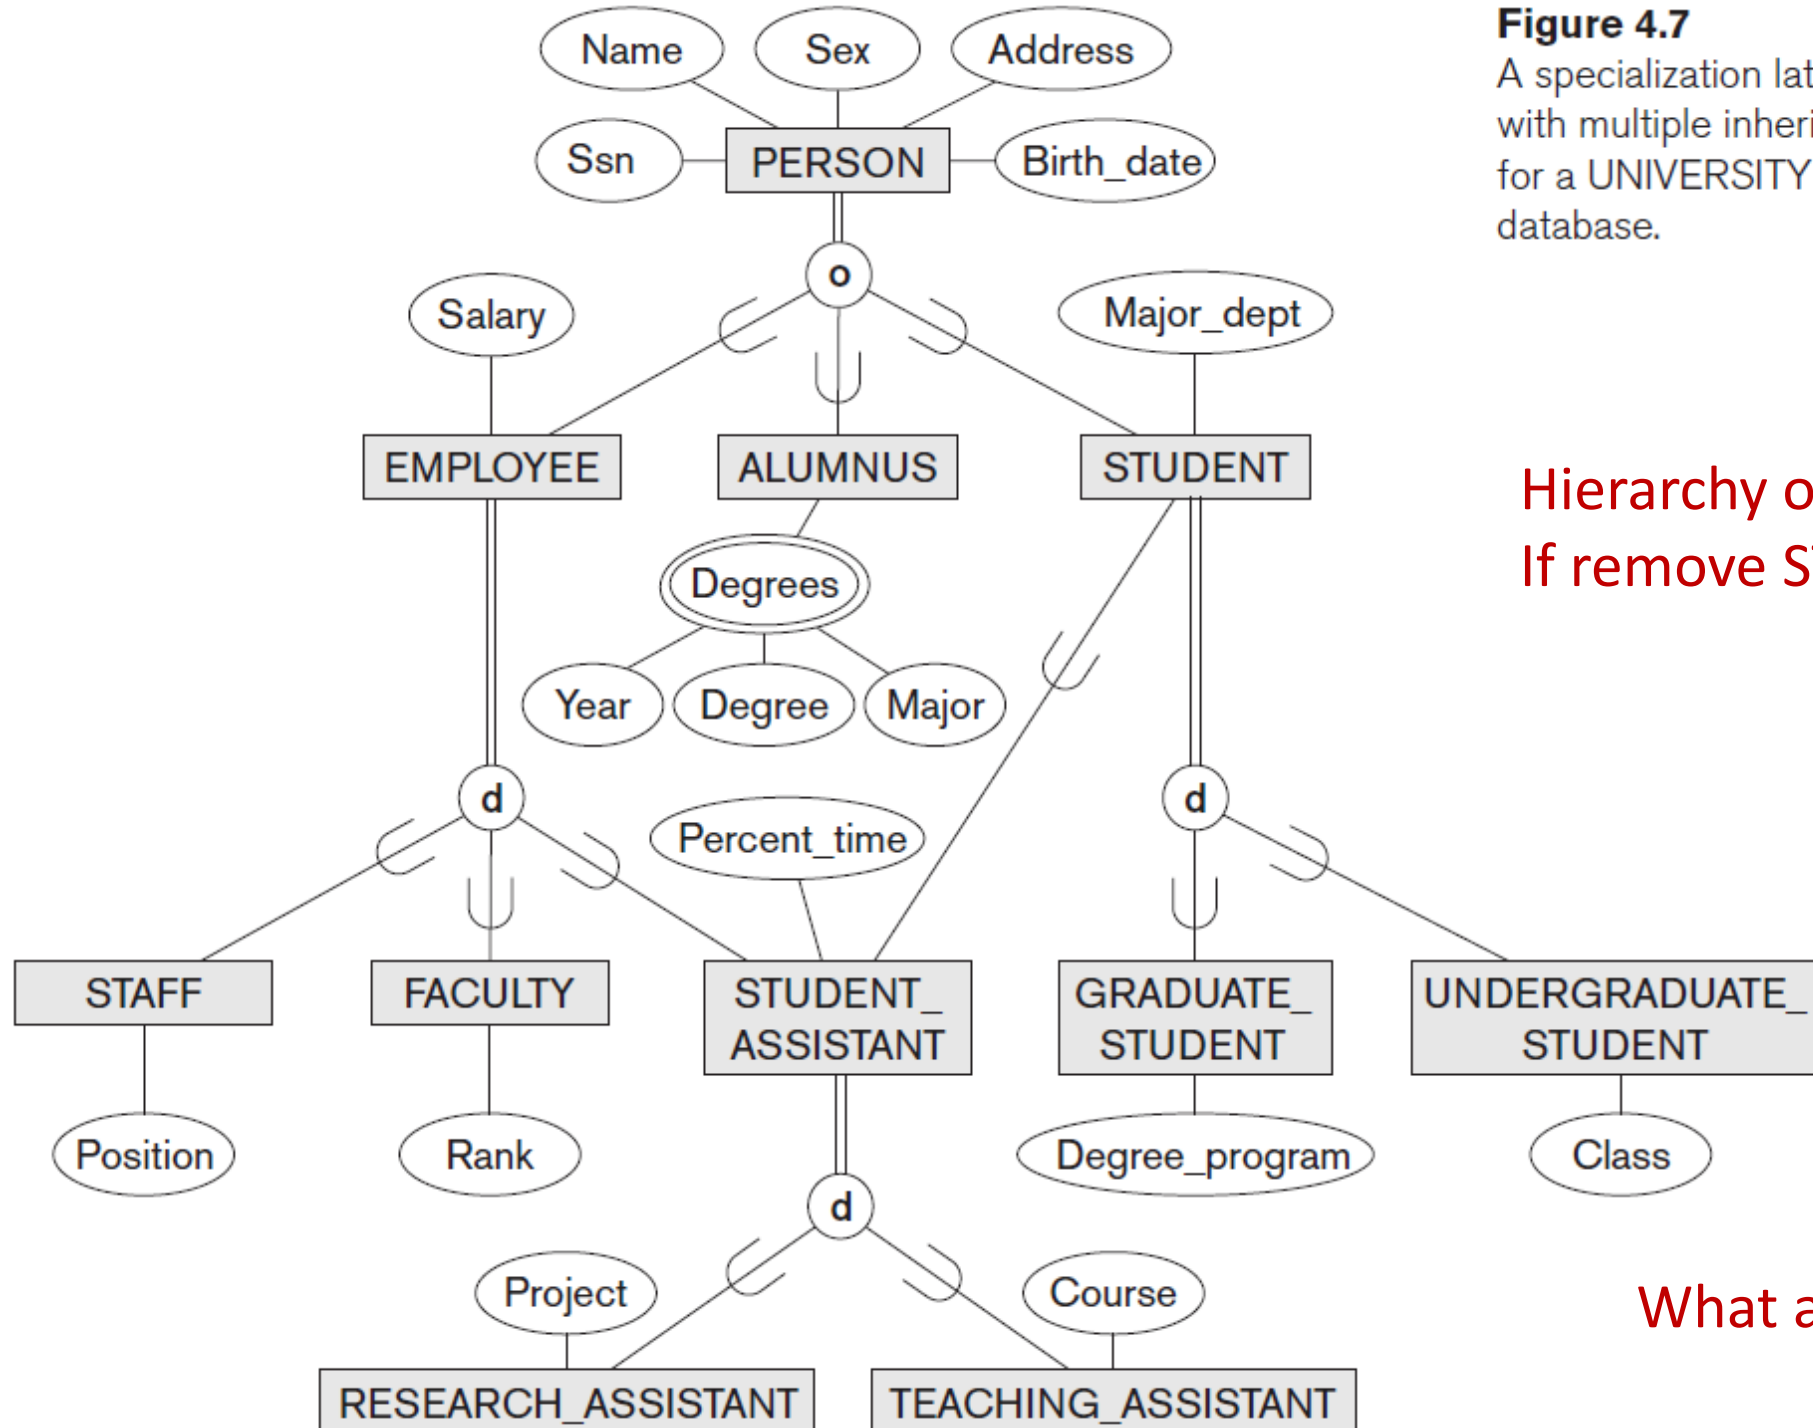 Figure 4.7
A specialization
with multiple
for a UNIVERSITY
database.
Name
Sex
Address
Ssn
PERSON
Birth_date
o
Salary
Major_dept
EMPLOYEE
ALUMNUS
STUDENT
Hierarchy
If remove
Degrees
Year
Degree
Major
d
d
Percent_time
STAFF
FACULTY
STUDENT_
ASSISTANT
GRADUATE_
STUDENT
UNDERGRADUATE_
STUDENT
Position
Rank
Degree_program
Class
d
Project
Course
What
RESEARCH_ASSISTANT
TEACHING_ASSISTANT